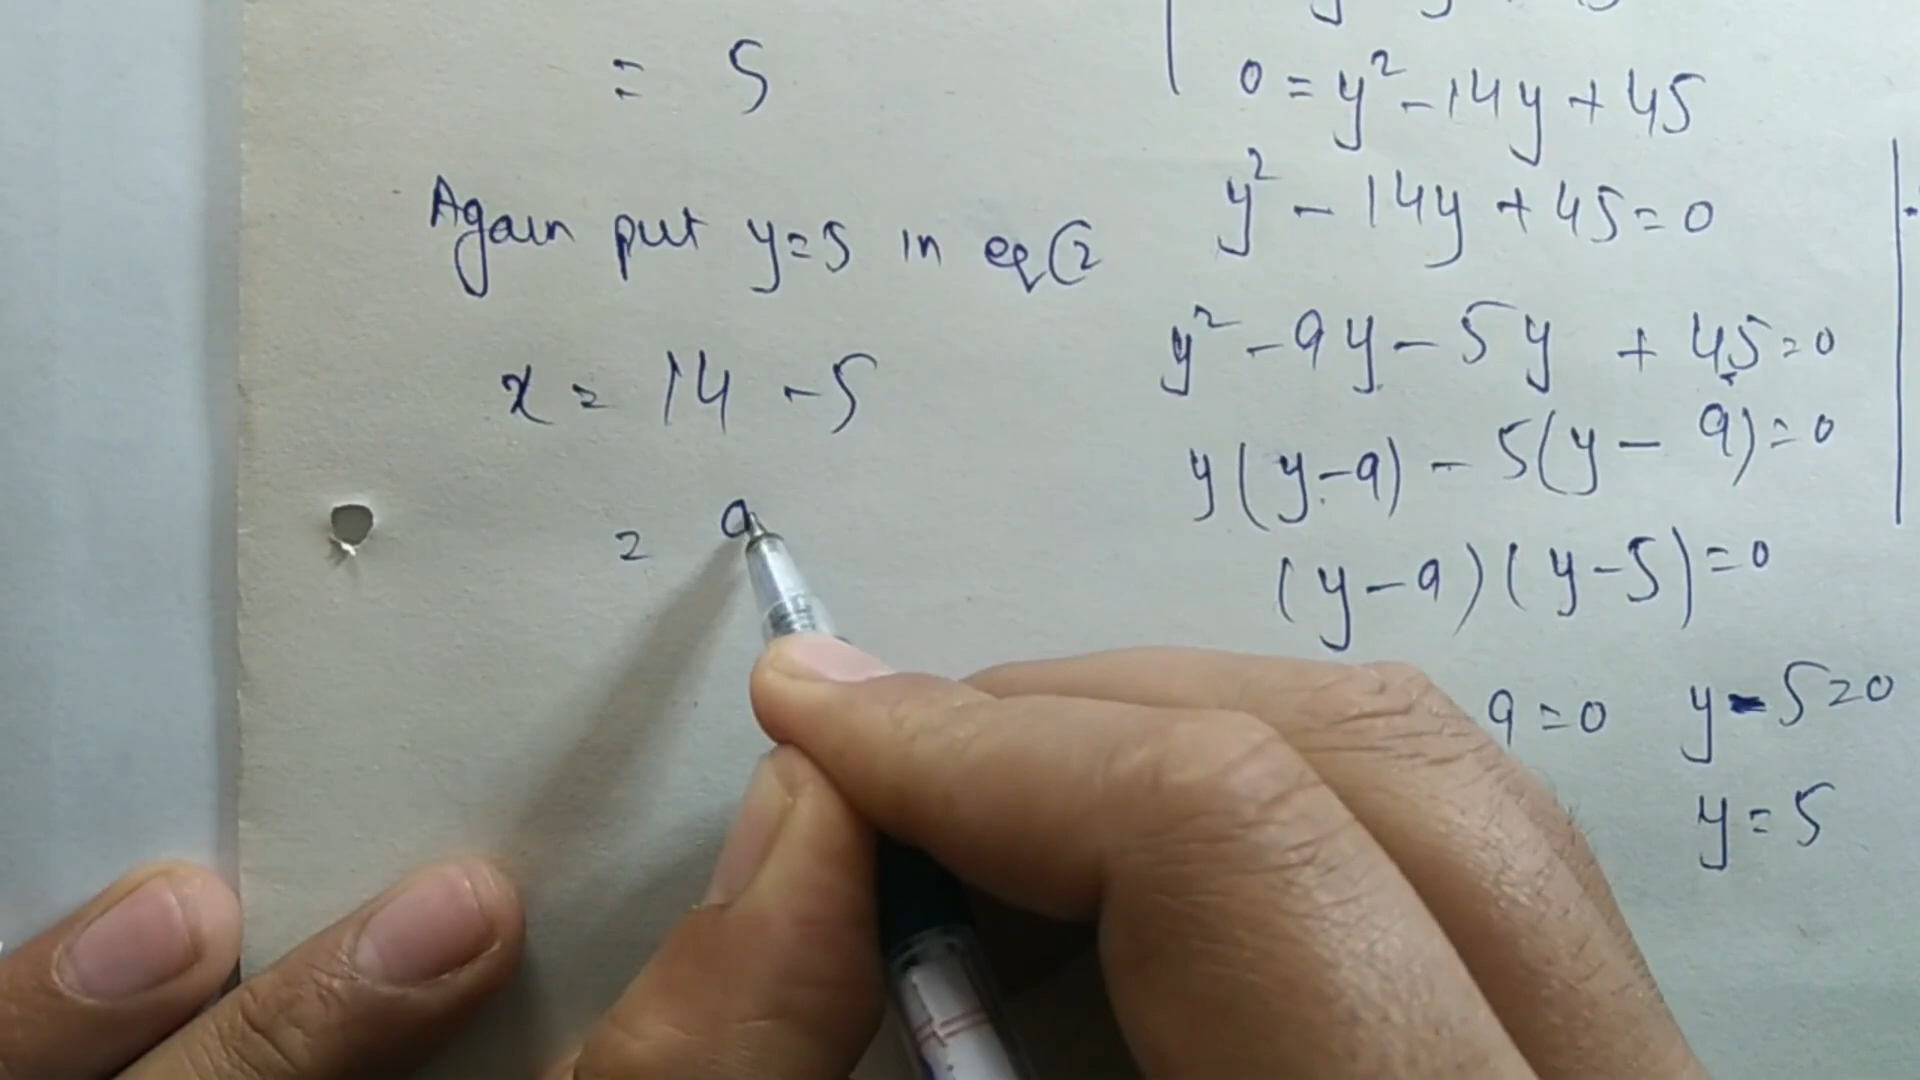 = 5
Again put y=5 in eq(2
x = 14 - 5
= 9
0 = y² - 14y + 45
y² - 14y + 45 = 0
y² - 9y - 5y + 45 = 0
y(y-9) - 5(y-9) = 0
(y-9)(y-5) = 0
9 = 0 y - 5 = 0
y = 5